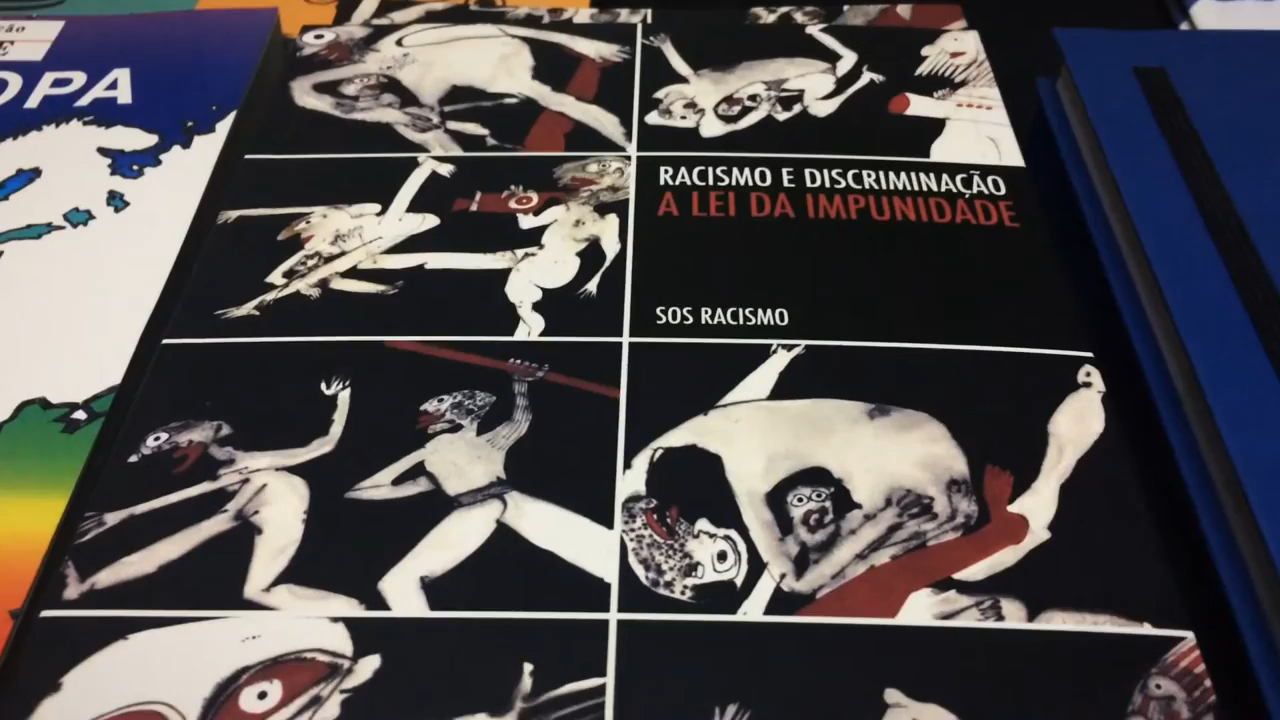 OPA
RACISMO E DISCRIMINAÇÃO
A LEI DA IMPUNIDADE
SOS RACISMO